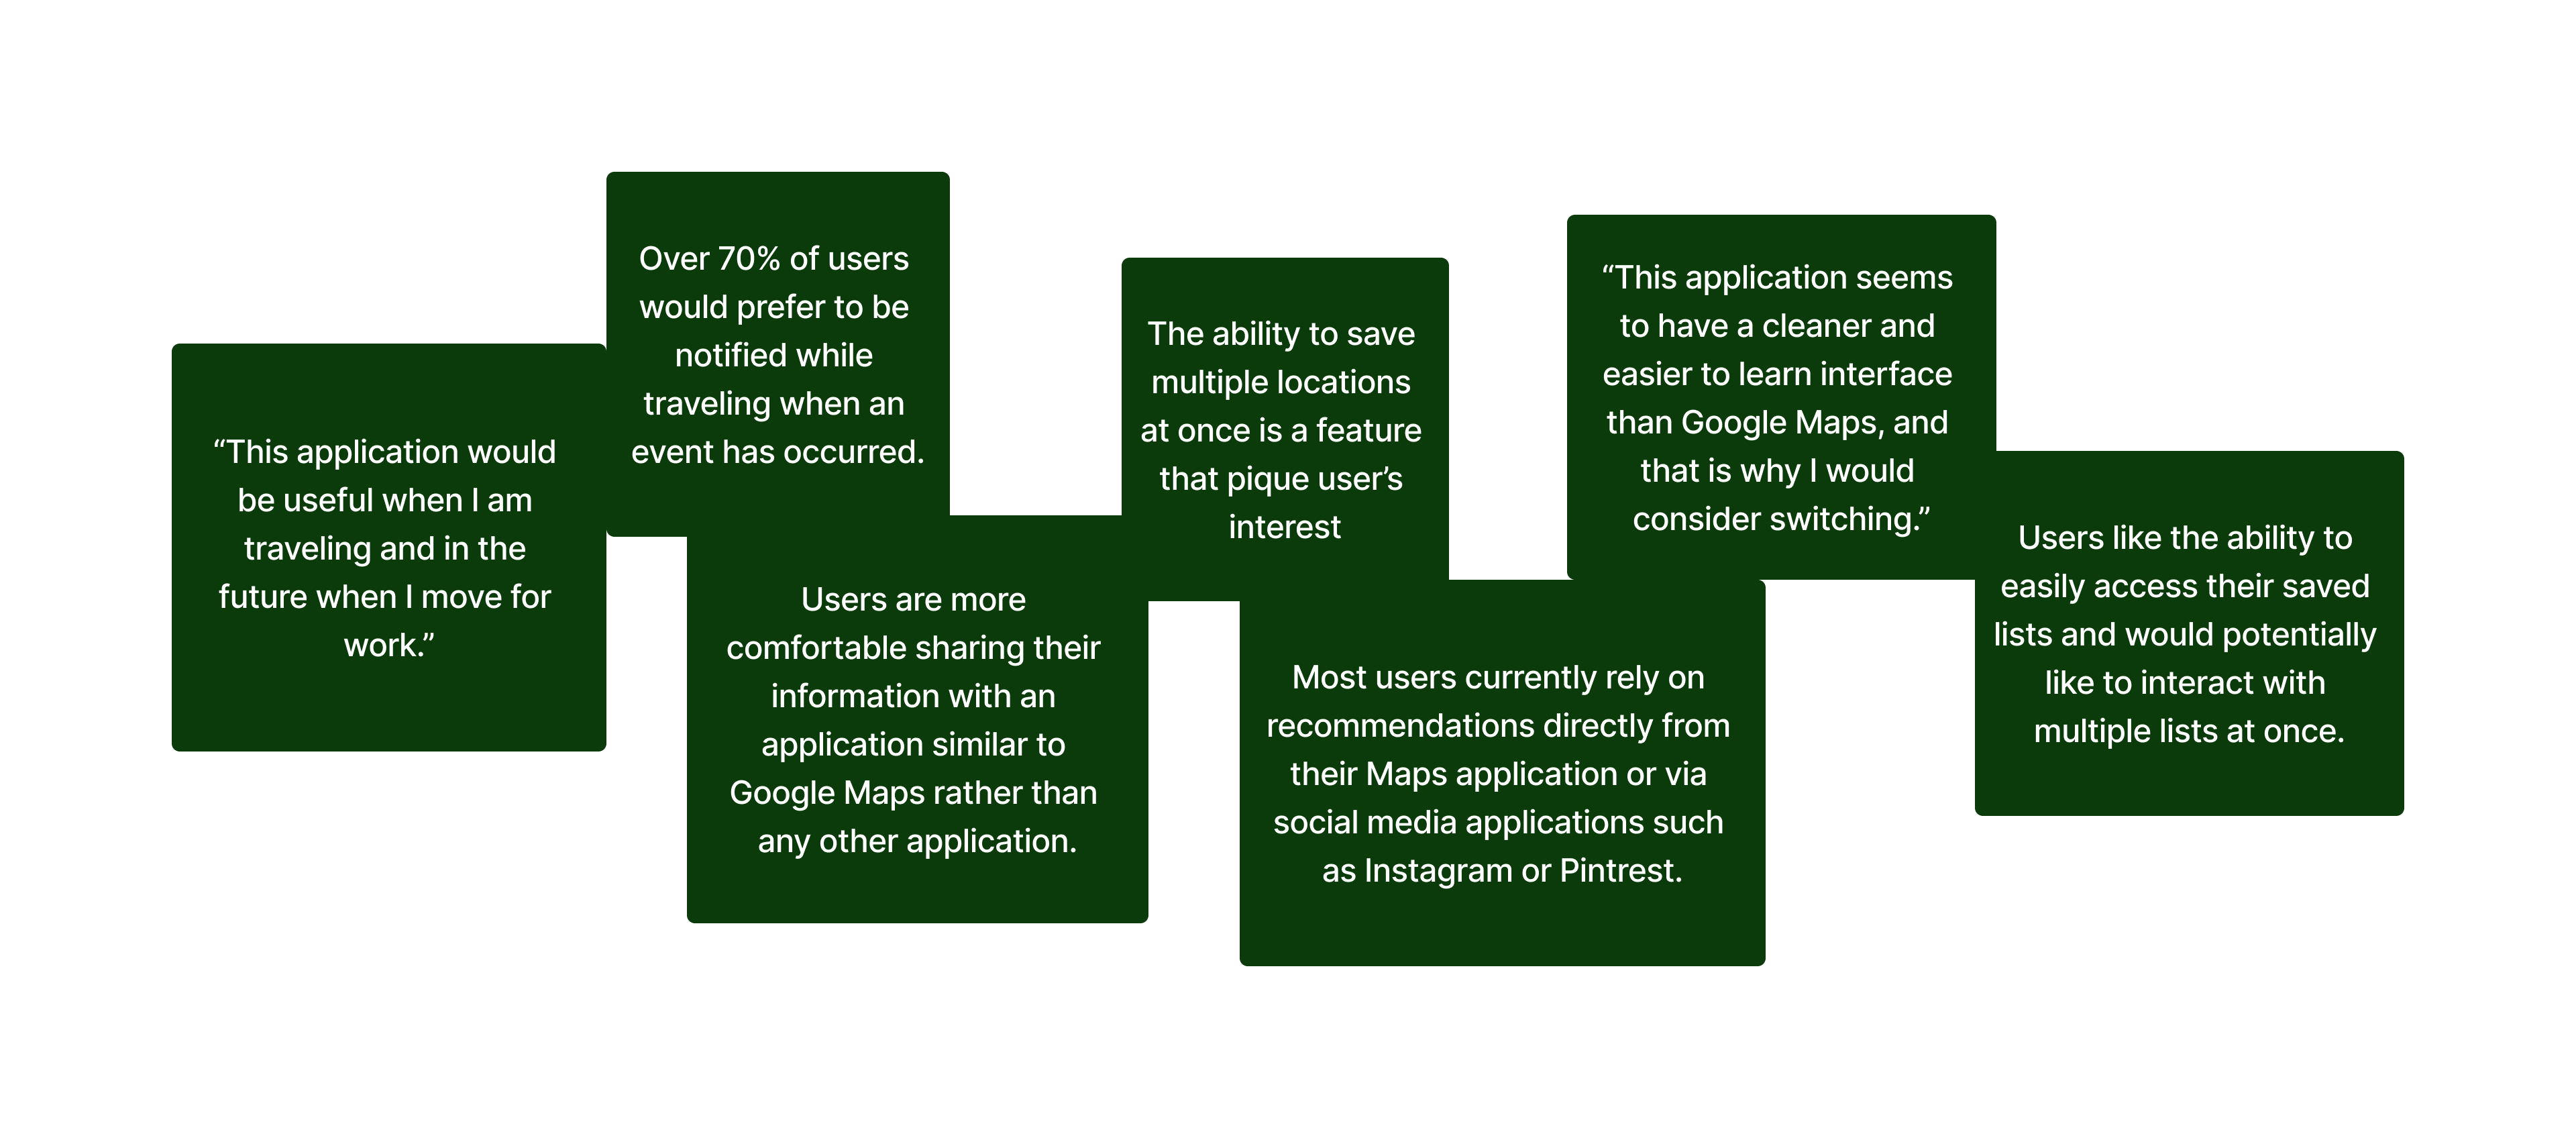 “This application would
be useful when I am
traveling and in the
future when I move for
work.”
Over 70% of users
would prefer to be
notified while
traveling when an
event has occurred.
Users are more
comfortable sharing their
information with an
application similar to
Google Maps rather than
any other application.
The ability to save
multiple locations
at once is a feature
that pique user’s
interest
Most users currently rely on
recommendations directly from
their Maps application or via
social media applications such
as Instagram or Pintrest.
“This application seems
to have a cleaner and
easier to learn interface
than Google Maps, and
that is why I would
consider switching.”
Users like the ability to
easily access their saved
lists and would potentially
like to interact with
multiple lists at once.